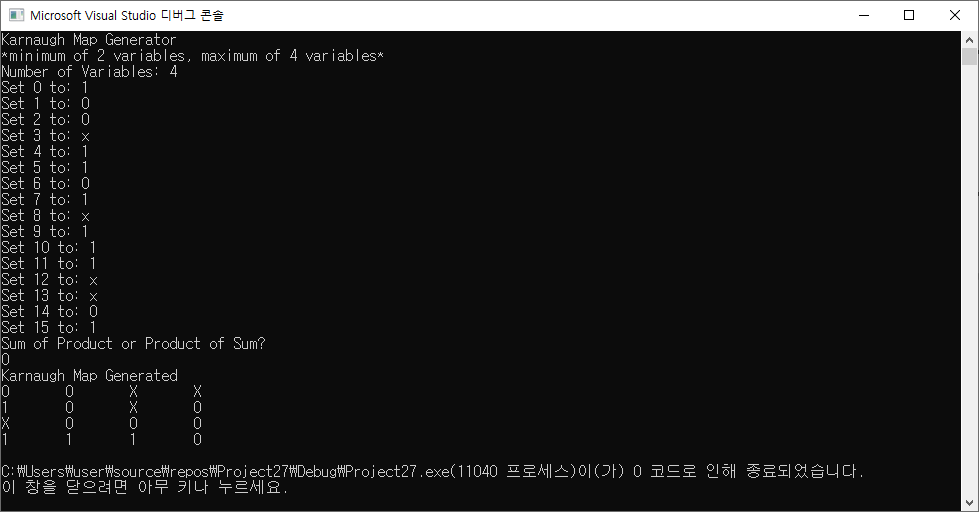 Microsoft Visual Studio 디버그 콘솔
Karnaugh Map Generator
*minimum of 2 variables, maximum of 4 variables*
Number of Variables: 4
Set 0 to: 1
Set 1 to: 0
Set 2 to: 0
Set 3 to: x
Set 4 to: 1
Set 5 to: 1
Set 6 to: 0
Set 7 to: 1
Set 8 to: x
Set 9 to: 1
Set 10 to: 1
Set 11 to: 1
Set 12 to: x
Set 13 to: x
Set 14 to: 0
Set 15 to: 1
Sum of Product or Product of Sum?
0
Karnaugh Map Generated
0 0 X X
1 0 X 0
X 0 0 0
1 1 1 0
C:₩Users₩user₩source₩repos₩Project27₩Debug₩Project27.exe(11040 프로세스)이(가) 0 코드로 인해 종료되었습니다.
이 창을 닫으려면 아무 키나 누르세요.